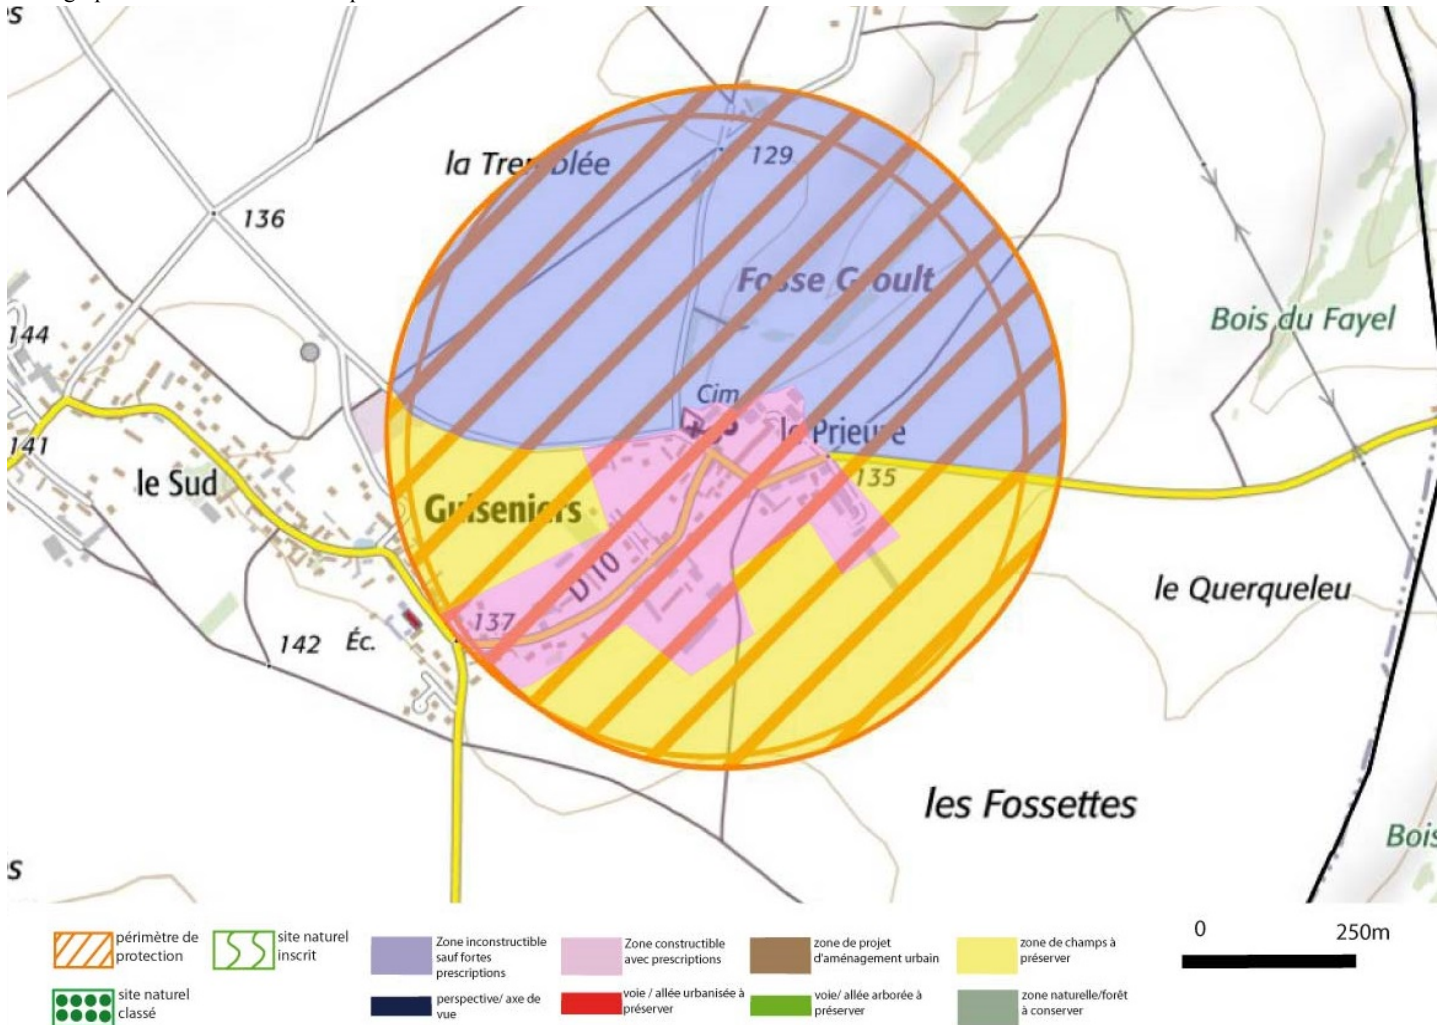 es
la Tremblée
129
136
Fosse Groult
Bois du Fayel
144
Cim
le Prieuré
141
le Sud
135
Guiseniers
D 10
le Querqueleu
137
142
Éc.
les Fossettes
Bois
s
périmètre de
protection
site naturel
inscrit
Zone inconstructible
sauf fortes
prescriptions
Zone constructible
avec prescriptions
zone de projet
d'aménagement urbain
zone de champs à
préserver
0
250m
site naturel
classé
perspective/ axe de
vue
voie / allée urbanisée à
préserver
voie/ allée arborée à
préserver
zone naturelle/forêt
à conserver